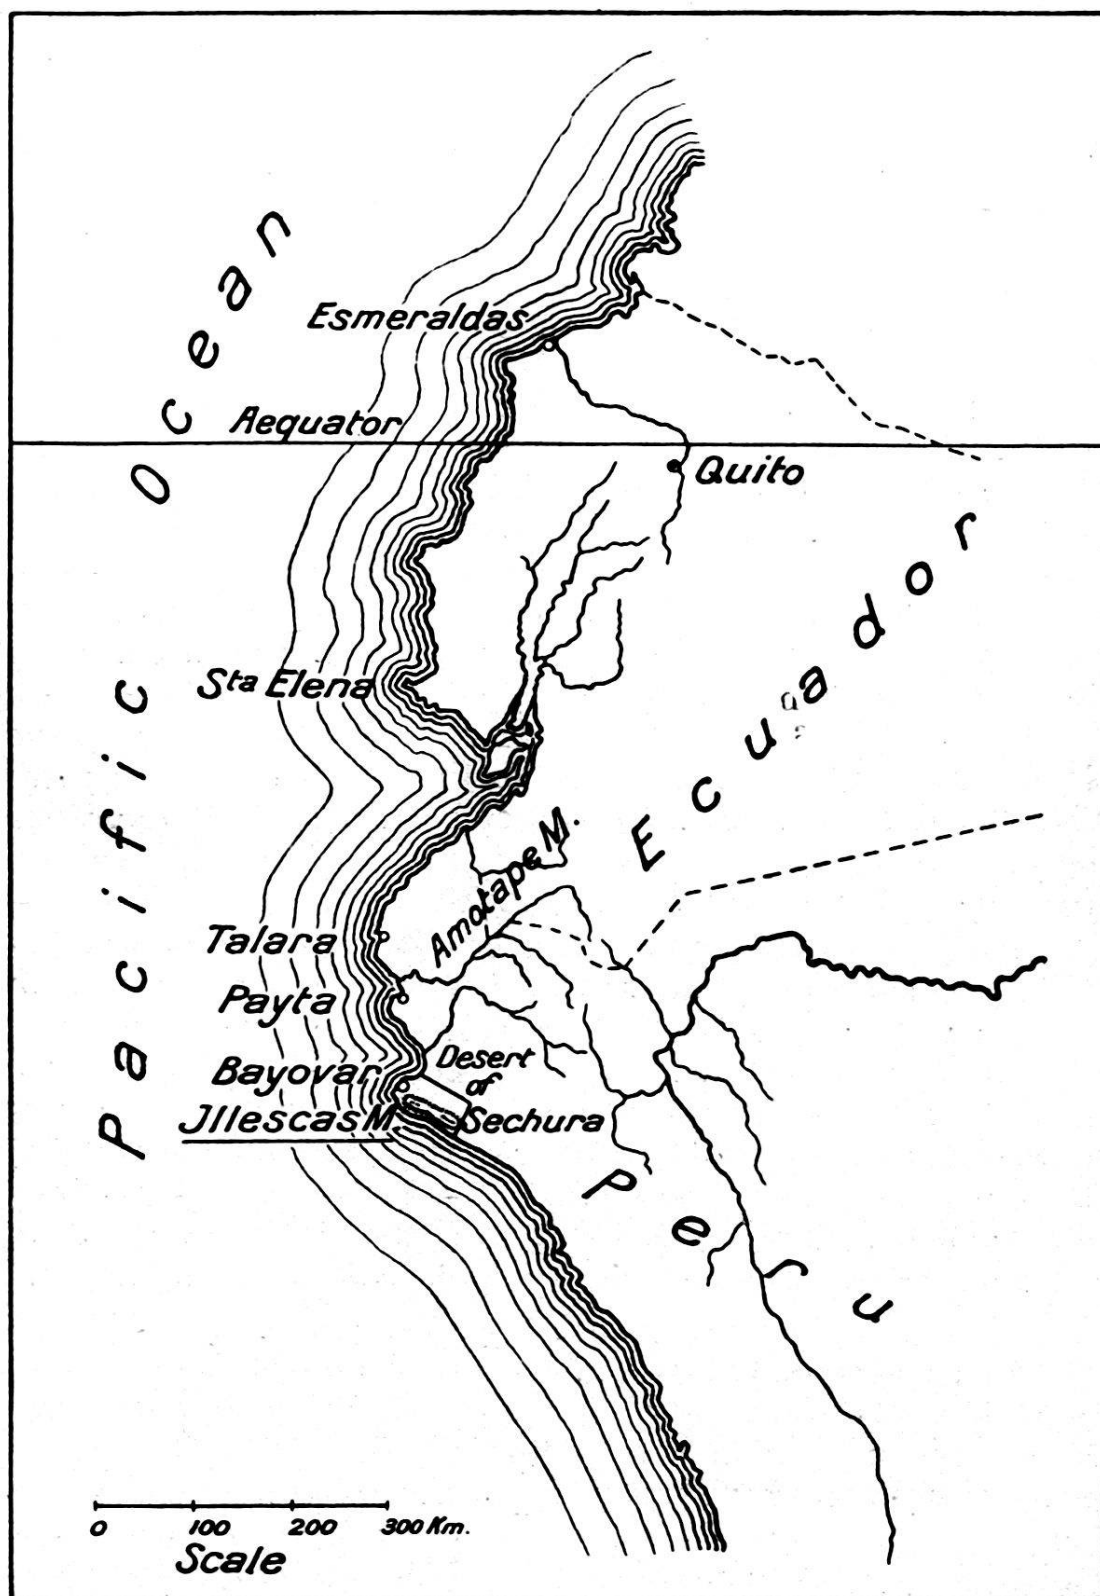 Pacific Ocean
Esmeraldas
Aequator
Quito
Ecuador
Sta Elena
Amotape M.
Talara
Payta
Bayovar
Desert
of
Sechura
Jllescas M.
Peru
0 100 200 300 Km.
Scale